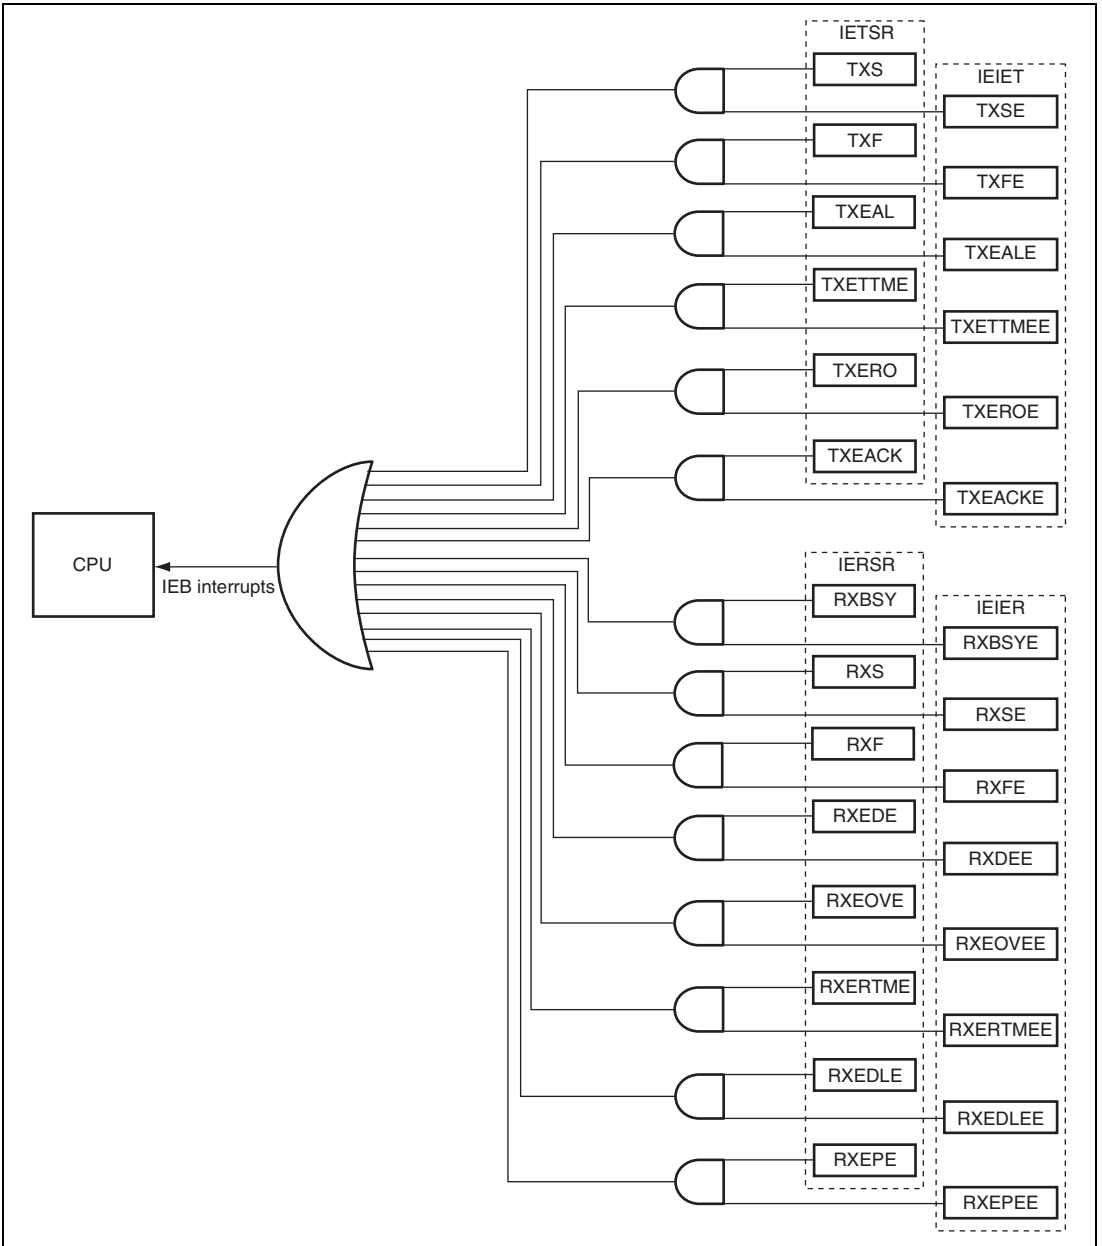 IETSR
TXS
IEIET
TXSE
TXF
TXFE
TXEAL
TXEALE
TXETTME
TXETTMEE
TXERO
TXEROE
TXEACK
TXEACKE
CPU
IEB interrupts
IERSR
RXBSY
IEIER
RXBSYE
RXS
RXSE
RXF
RXFE
RXEDE
RXDEE
RXEOVE
RXEOVEE
RXERTME
RXERTMEE
RXEDLE
RXEDLEE
RXEPE
RXEPEE